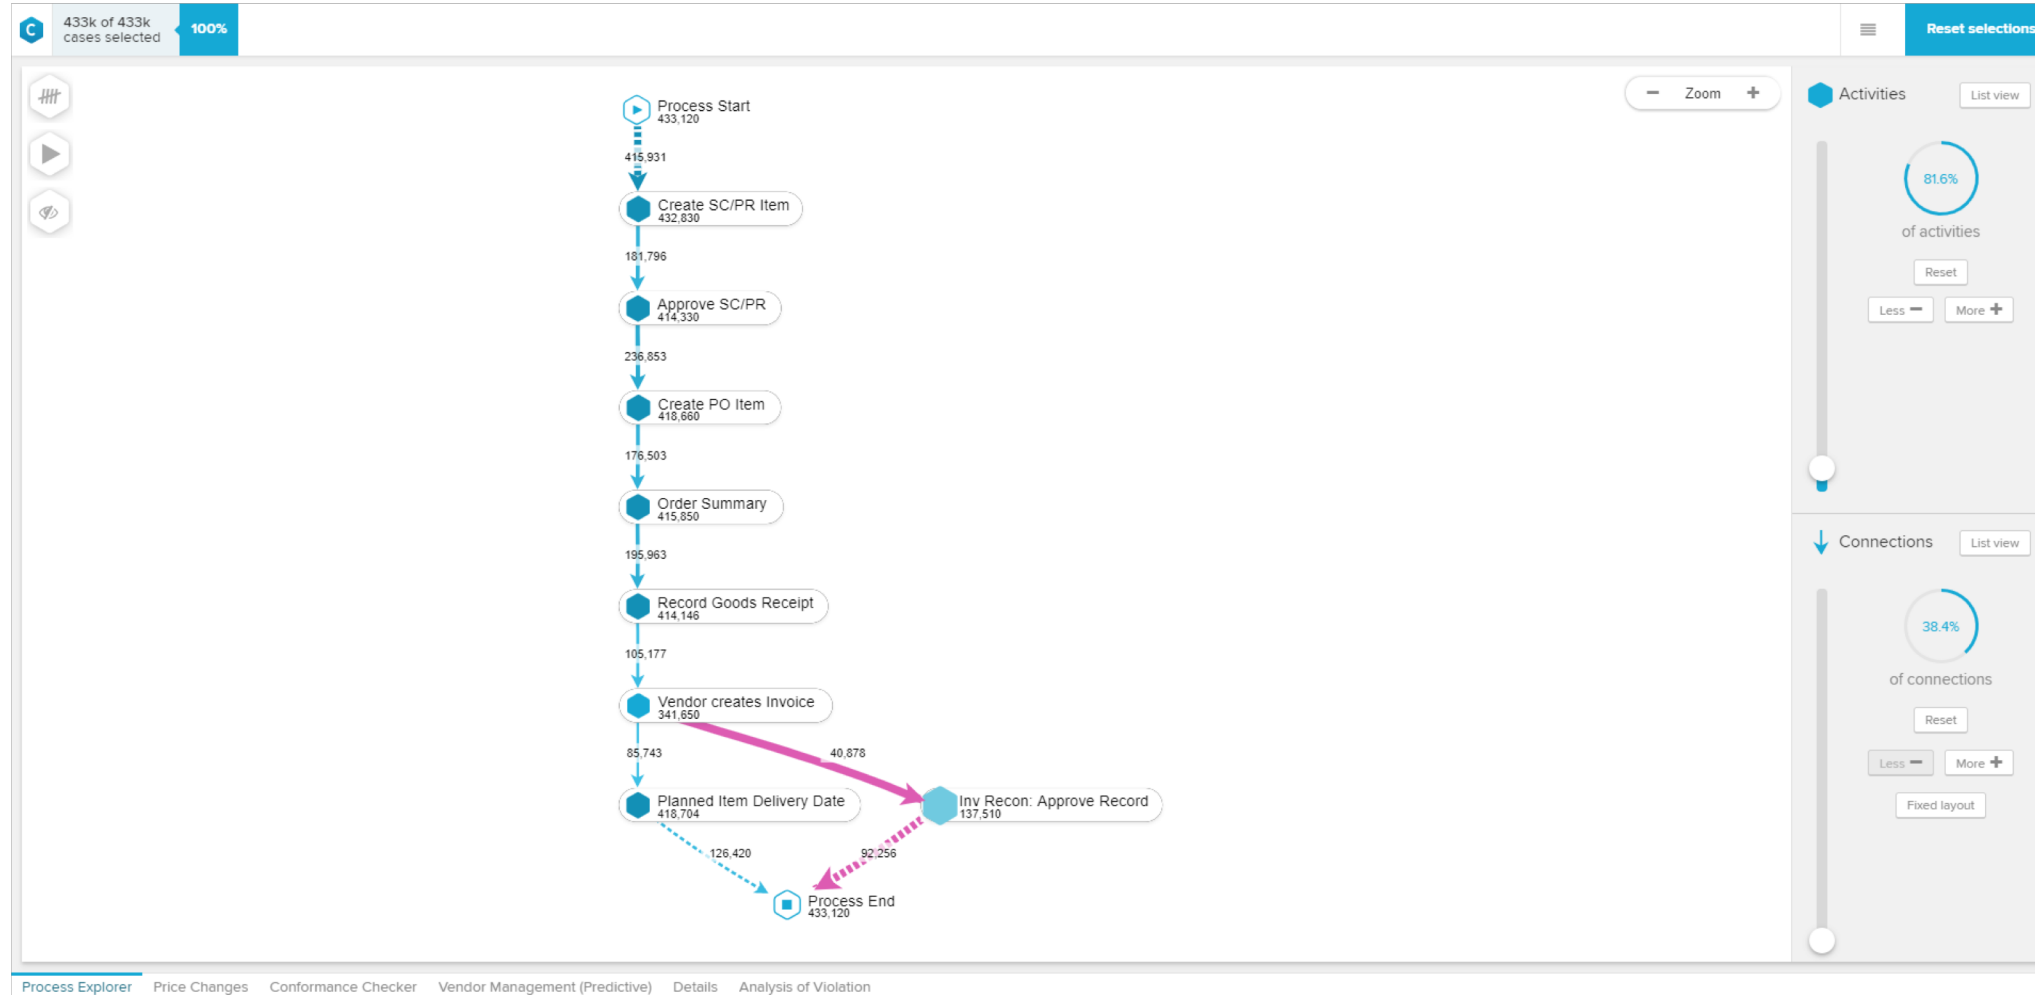 C
433k of 433k
cases selected
100%
Reset selections
Process Start
433,120
415,931
Create SC/PR Item
432,830
181,796
Approve SC/PR
414,330
236,853
Create PO Item
418,660
176,503
Order Summary
415,850
195,963
Record Goods Receipt
414,146
105,177
Vendor creates Invoice
341,650
85,743
40,878
Planned Item Delivery Date
418,704
Inv Recon: Approve Record
137,510
126,420
92,256
Process End
433,120
− Zoom +
Activities
List view
81.6%
of activities
Reset
Less −
More +
Connections
List view
38.4%
of connections
Reset
Less −
More +
Fixed layout
Process Explorer
Price Changes
Conformance Checker
Vendor Management (Predictive)
Details
Analysis of Violation